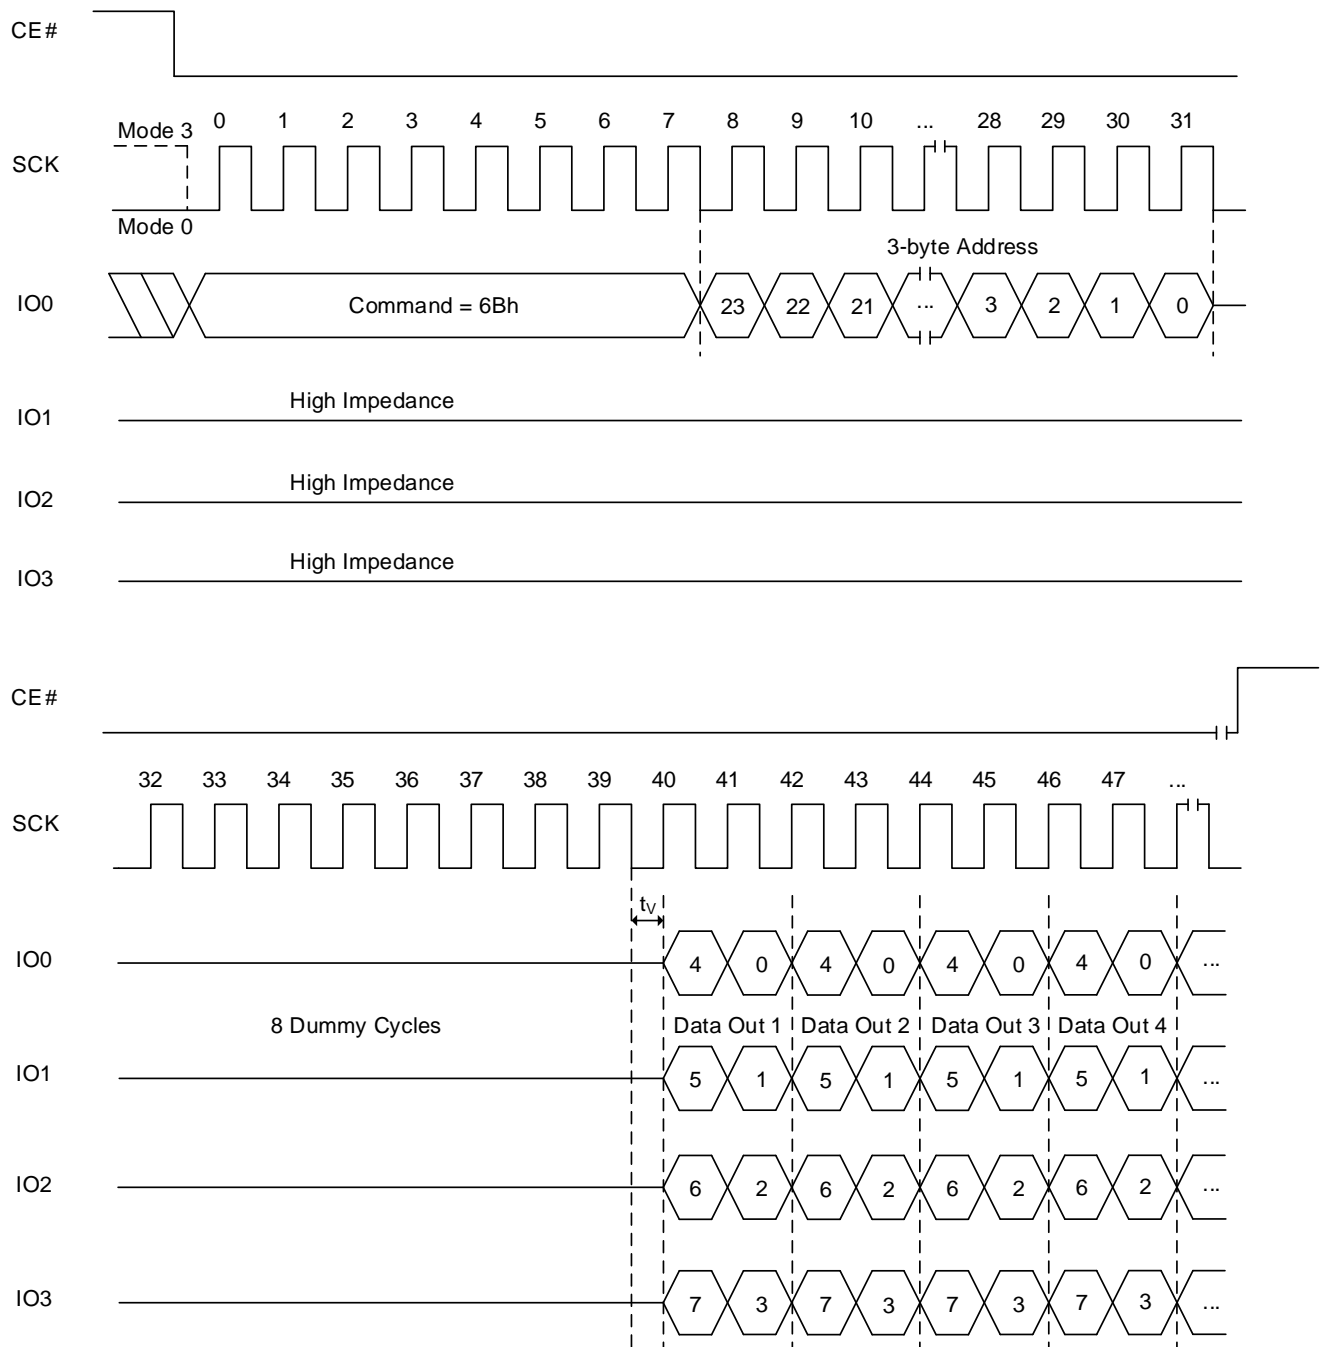 CE#
Mode 3 0 1 2 3 4 5 6 7 8 9 10 ... 28 29 30 31
SCK
Mode 0
3-byte Address
IO0 Command = 6Bh 23 22 21 ... 3 2 1 0
High Impedance
IO1
High Impedance
IO2
High Impedance
IO3
CE#
32 33 34 35 36 37 38 39 40 41 42 43 44 45 46 47 ...
SCK
tV
IO0 4 0 4 0 4 0 4 0 ...
8 Dummy Cycles Data Out 1 Data Out 2 Data Out 3 Data Out 4
IO1 5 1 5 1 5 1 5 1 ...
IO2 6 2 6 2 6 2 6 2 ...
IO3 7 3 7 3 7 3 7 3 ...